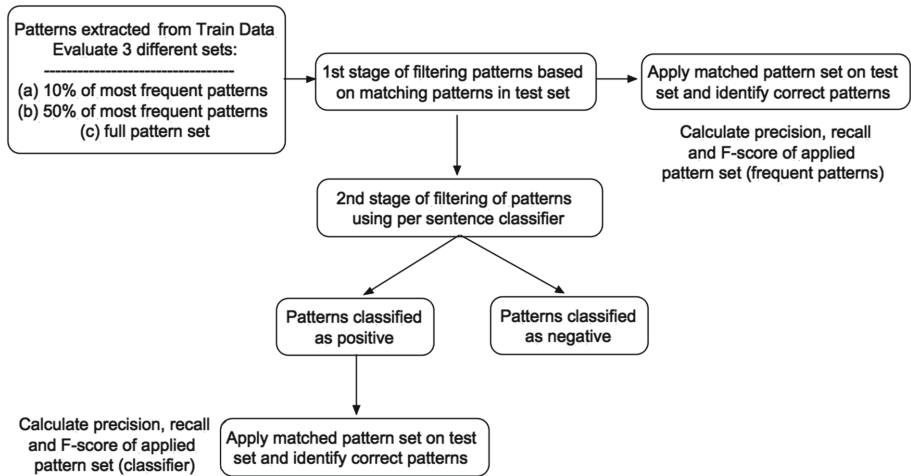 Patterns extracted from Train Data
Evaluate 3 different sets:
----------------------------------
(a) 10% of most frequent patterns
(b) 50% of most frequent patterns
(c) full pattern set
1st stage of filtering patterns based
on matching patterns in test set
Apply matched pattern set on test
set and identify correct patterns
Calculate precision, recall
and F-score of applied
pattern set (frequent patterns)
2nd stage of filtering of patterns
using per sentence classifier
Patterns classified
as positive
Patterns classified
as negative
Calculate precision, recall
and F-score of applied
pattern set (classifier)
Apply matched pattern set on test
set and identify correct patterns